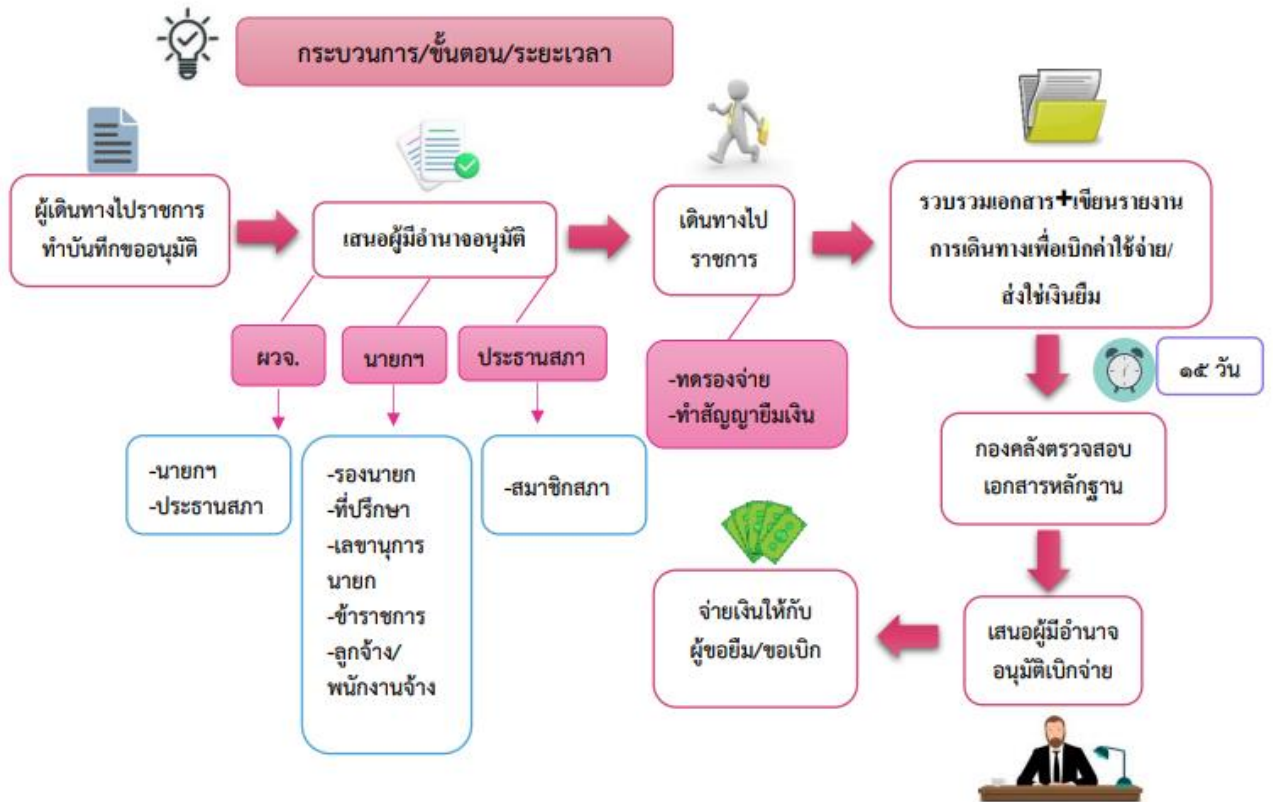 กระบวนการ/ขั้นตอน/ระยะเวลา
ผู้เดินทางไปราชการ
ทำบันทึกขออนุมัติ
เสนอผู้มีอำนาจอนุมัติ
เดินทางไป
ราชการ
รวบรวมเอกสาร+เขียนรายงาน
การเดินทางเพื่อเบิกค่าใช้จ่าย/
ส่งใช่เงินยืม
ผวจ.
นายกฯ
ประธานสภา
-ทดรองจ่าย
-ทำสัญญายืมเงิน
๑๕ วัน
-นายกฯ
-ประธานสภา
-รองนายก
-ที่ปรึกษา
-เลขานุการ
นายก
-ข้าราชการ
-ลูกจ้าง/
พนักงานจ้าง
-สมาชิกสภา
กองคลังตรวจสอบ
เอกสารหลักฐาน
จ่ายเงินให้กับ
ผู้ขอยืม/ขอเบิก
เสนอผู้มีอำนาจ
อนุมัติเบิกจ่าย